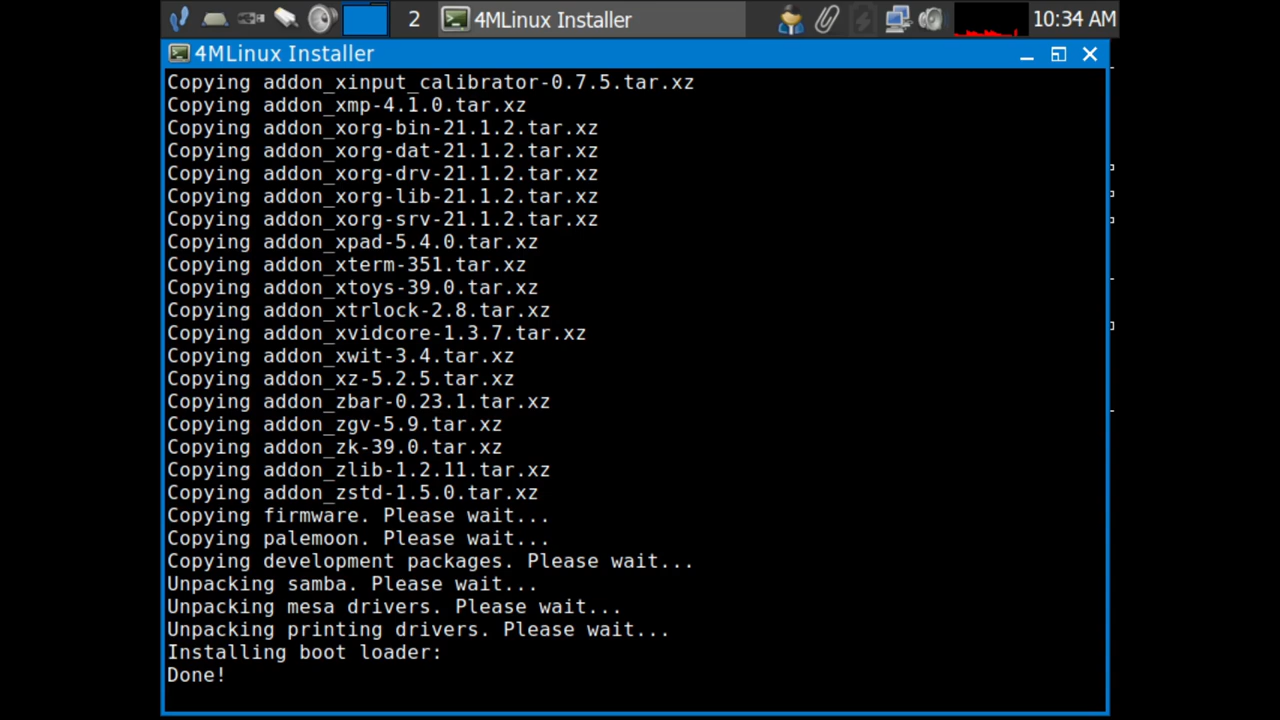 2 4MLinux Installer 10:34 AM
4MLinux Installer
Copying addon_xinput_calibrator-0.7.5.tar.xz
Copying addon_xmp-4.1.0.tar.xz
Copying addon_xorg-bin-21.1.2.tar.xz
Copying addon_xorg-dat-21.1.2.tar.xz
Copying addon_xorg-drv-21.1.2.tar.xz
Copying addon_xorg-lib-21.1.2.tar.xz
Copying addon_xorg-srv-21.1.2.tar.xz
Copying addon_xpad-5.4.0.tar.xz
Copying addon_xterm-351.tar.xz
Copying addon_xtoys-39.0.tar.xz
Copying addon_xtrlock-2.8.tar.xz
Copying addon_xvidcore-1.3.7.tar.xz
Copying addon_xwit-3.4.tar.xz
Copying addon_xz-5.2.5.tar.xz
Copying addon_zbar-0.23.1.tar.xz
Copying addon_zgv-5.9.tar.xz
Copying addon_zk-39.0.tar.xz
Copying addon_zlib-1.2.11.tar.xz
Copying addon_zstd-1.5.0.tar.xz
Copying firmware. Please wait...
Copying palemoon. Please wait...
Copying development packages. Please wait...
Unpacking samba. Please wait...
Unpacking mesa drivers. Please wait...
Unpacking printing drivers. Please wait...
Installing boot loader:
Done!